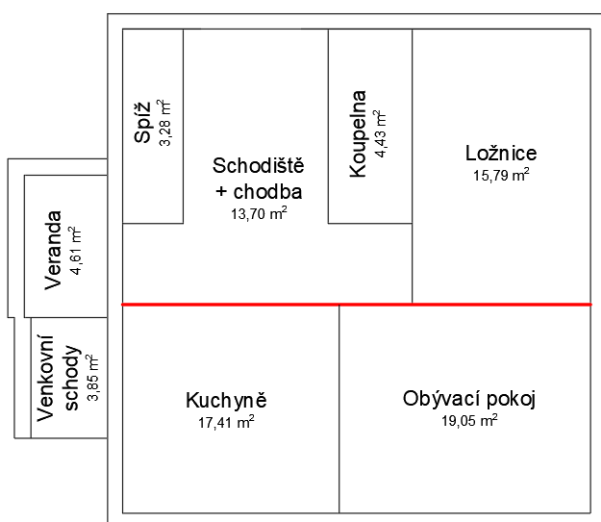 Spíž
3,28 m²
Schodiště
+ chodba
13,70 m²
Koupelna
4,43 m²
Ložnice
15,79 m²
Veranda
4,61 m²
Venkovní
schody
3,85 m²
Kuchyně
17,41 m²
Obývací pokoj
19,05 m²